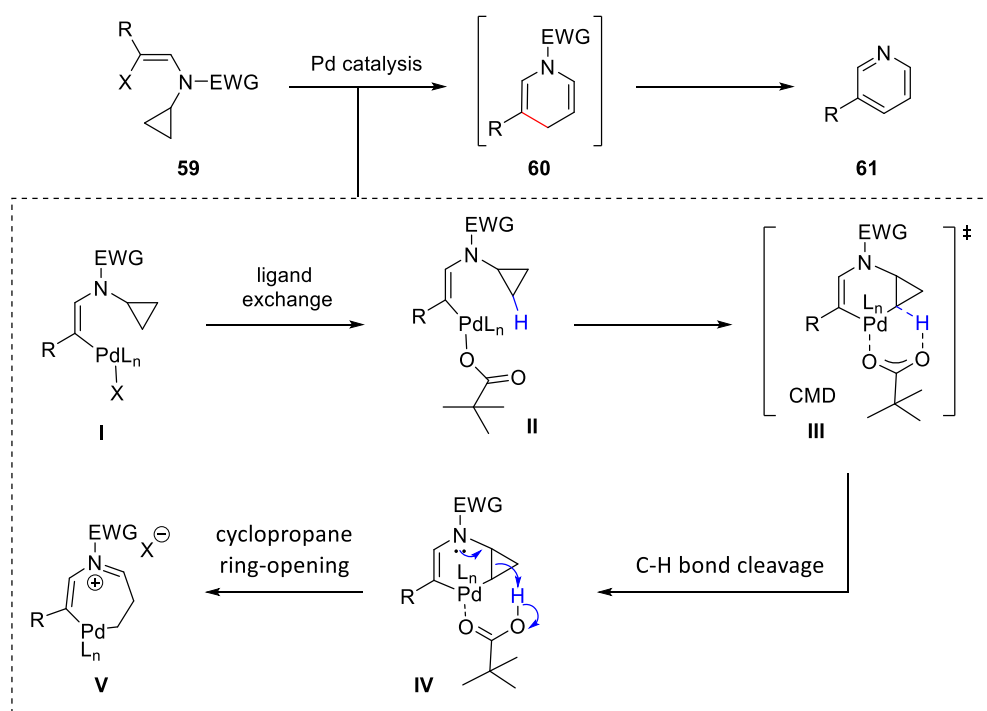 R
X
N
EWG
59
Pd catalysis
EWG
N
R
60
N
R
61
EWG
N
R
PdLn
X
I
ligand
exchange
EWG
N
R
PdLn
H
O
O
II
EWG
N
Ln
R
Pd
H
O
O
CMD
‡
III
C-H bond cleavage
EWG
N
Ln
R
Pd
H
O
O
IV
cyclopropane
ring-opening
EWG
X⊖
N
⊕
R
Pd
Ln
V